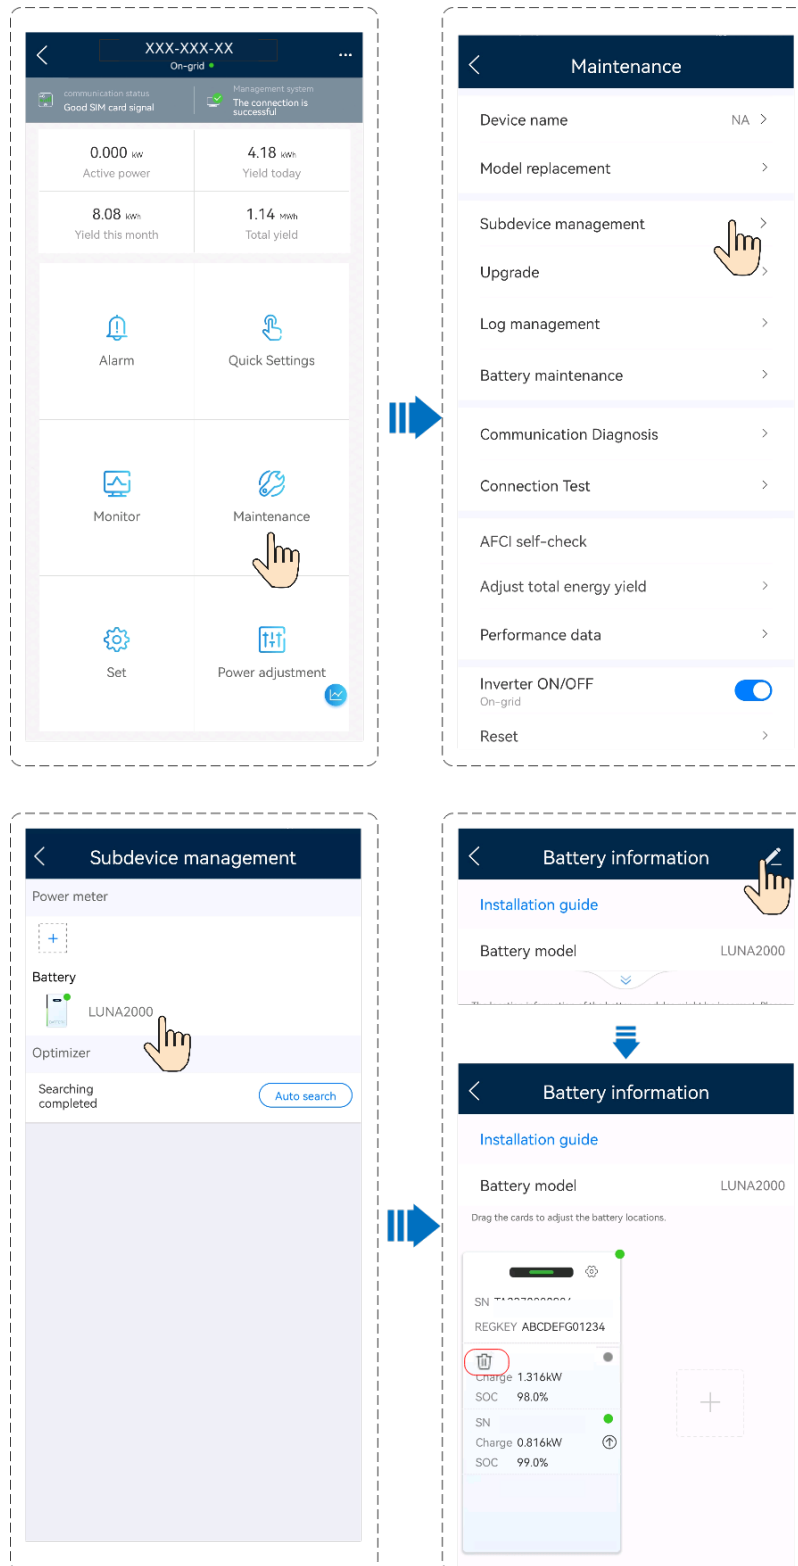 XXX-XXX-XX
On-grid
communication status
Good SIM card signal
Management system
The connection is
successful
0.000 kW
Active power
4.18 kWh
Yield today
8.08 kWh
Yield this month
1.14 MWh
Total yield
Alarm
Quick Settings
Monitor
Maintenance
Set
Power adjustment
Maintenance
Device name NA
Model replacement
Subdevice management
Upgrade
Log management
Battery maintenance
Communication Diagnosis
Connection Test
AFCI self-check
Adjust total energy yield
Performance data
Inverter ON/OFF
On-grid
Reset
Subdevice management
Power meter
Battery
LUNA2000
Optimizer
Searching
completed
Auto search
Battery information
Installation guide
Battery model LUNA2000
Battery information
Installation guide
Battery model LUNA2000
Drag the cards to adjust the battery locations.
SN
REGKEY ABCDEFG01234
Charge 1.316kW
SOC 98.0%
SN
Charge 0.816kW
SOC 99.0%